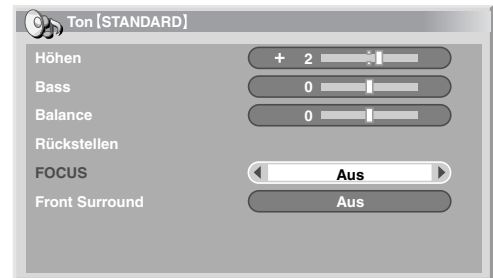 Ton [STANDARD]
Höhen + 2
Bass 0
Balance 0
Rückstellen
FOCUS Aus
Front Surround Aus